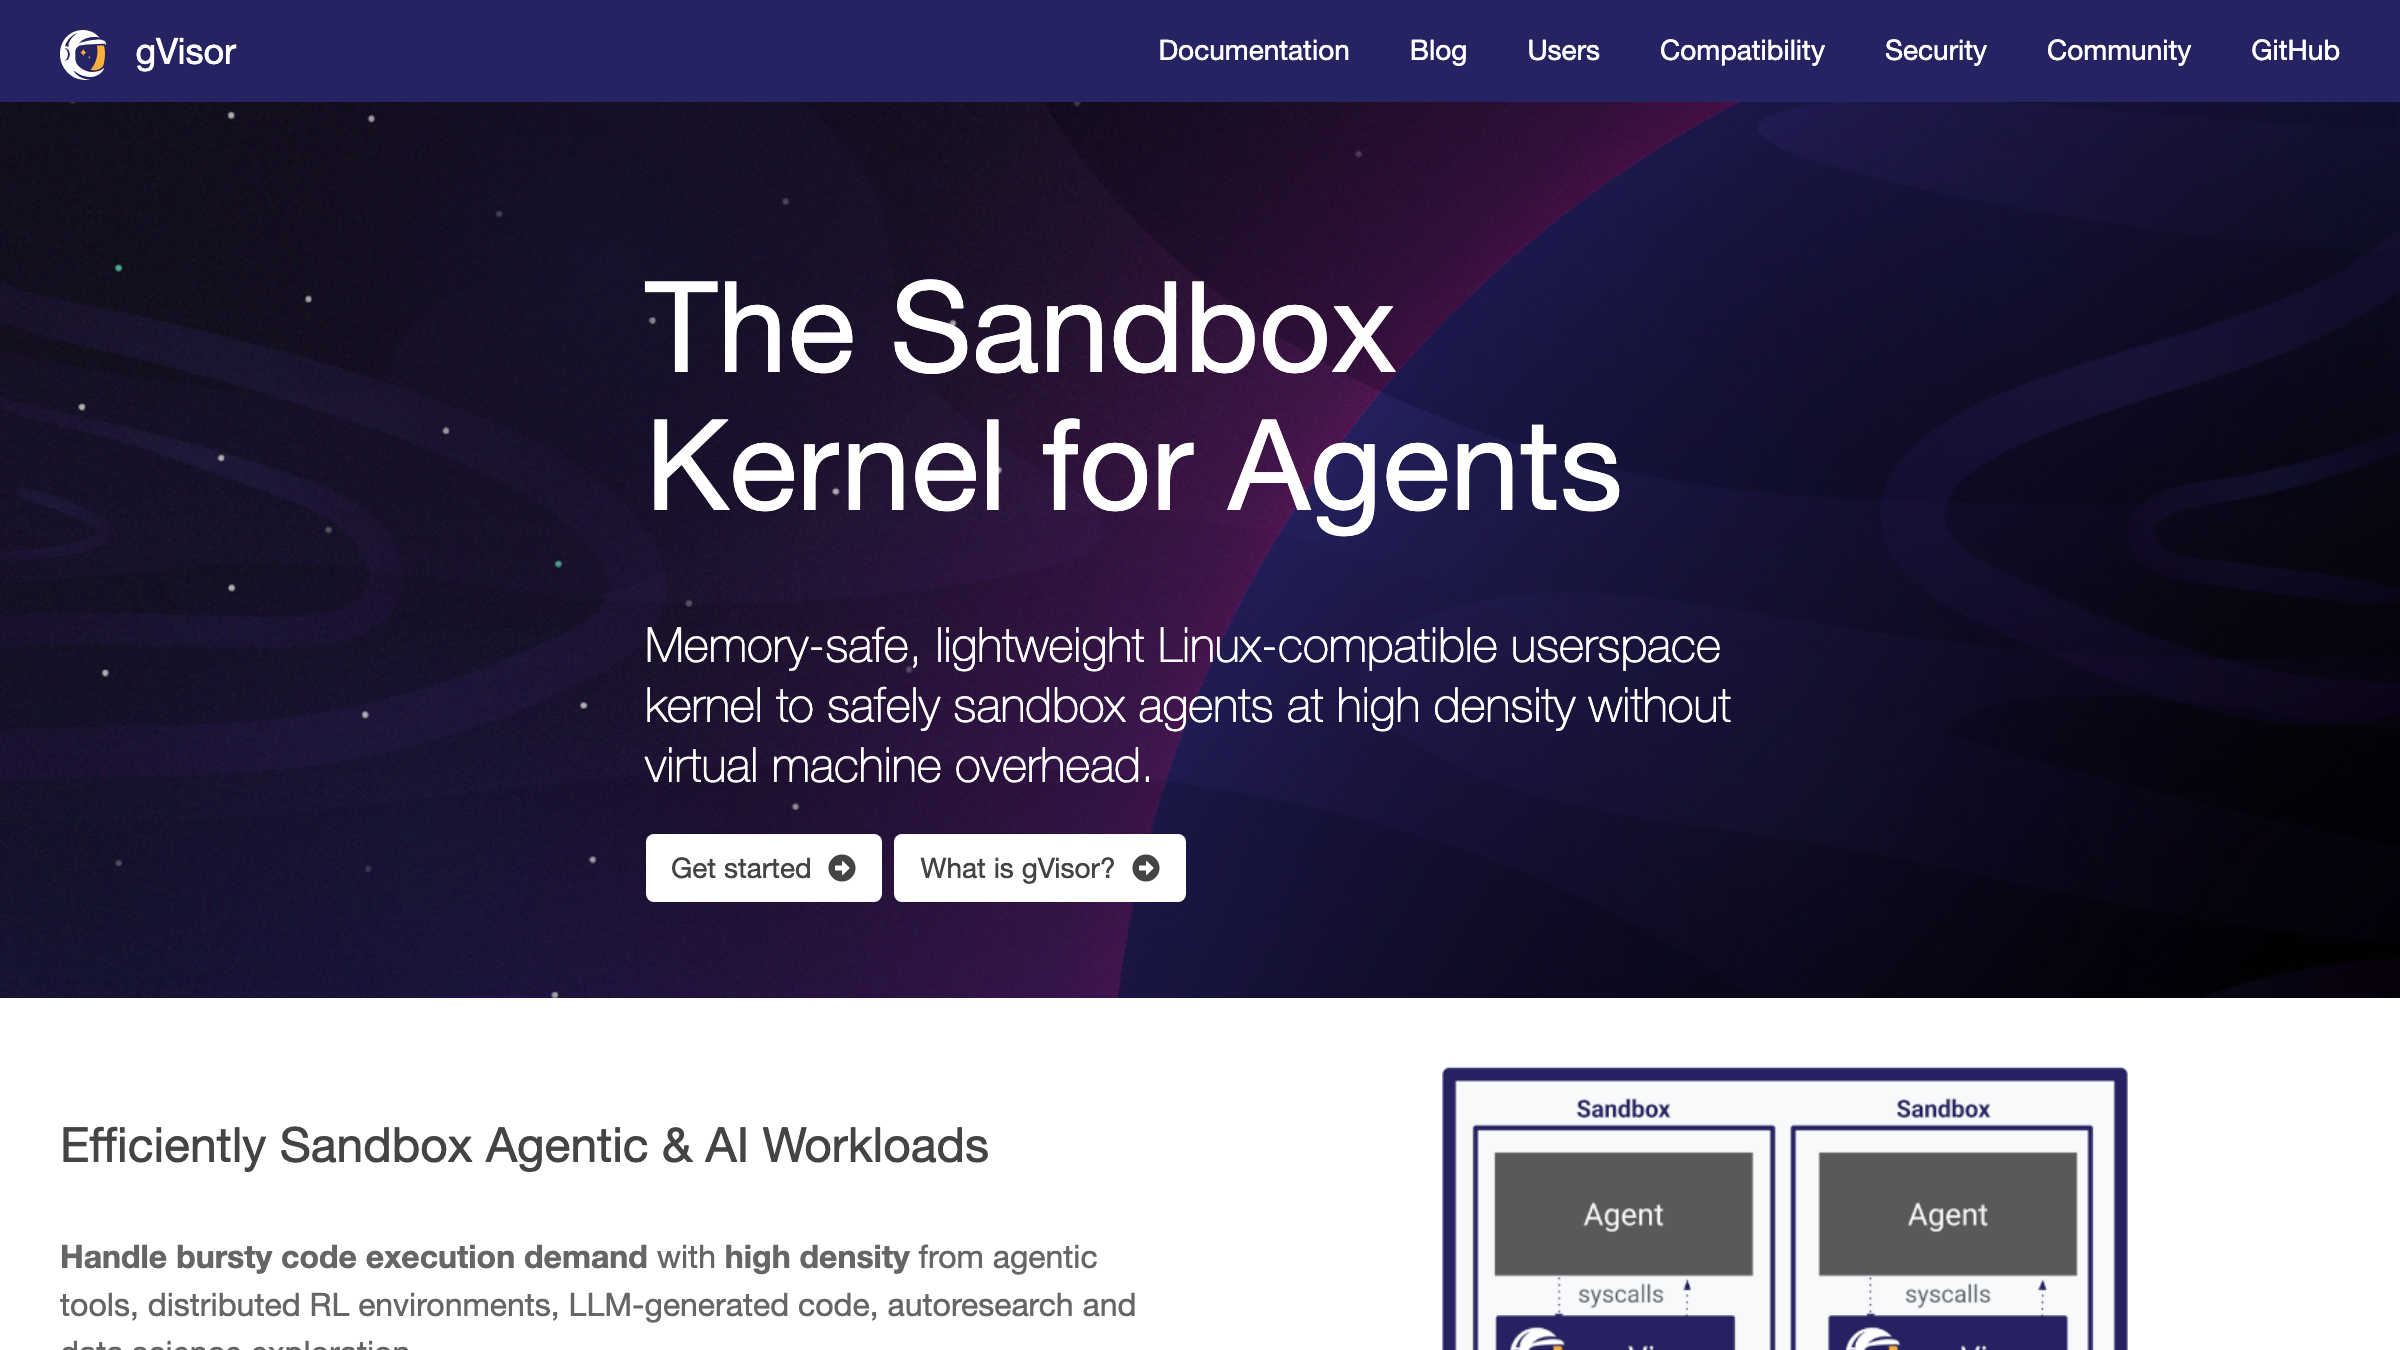 gVisor
Documentation
Blog
Users
Compatibility
Security
Community
GitHub
The Sandbox
Kernel for Agents
Memory-safe, lightweight Linux-compatible userspace
kernel to safely sandbox agents at high density without
virtual machine overhead.
Get started
What is gVisor?
Efficiently Sandbox Agentic & AI Workloads
Handle bursty code execution demand with high density from agentic
tools, distributed RL environments, LLM-generated code, autoresearch and
data science exploration
Sandbox
Agent
syscalls
Sandbox
Agent
syscalls